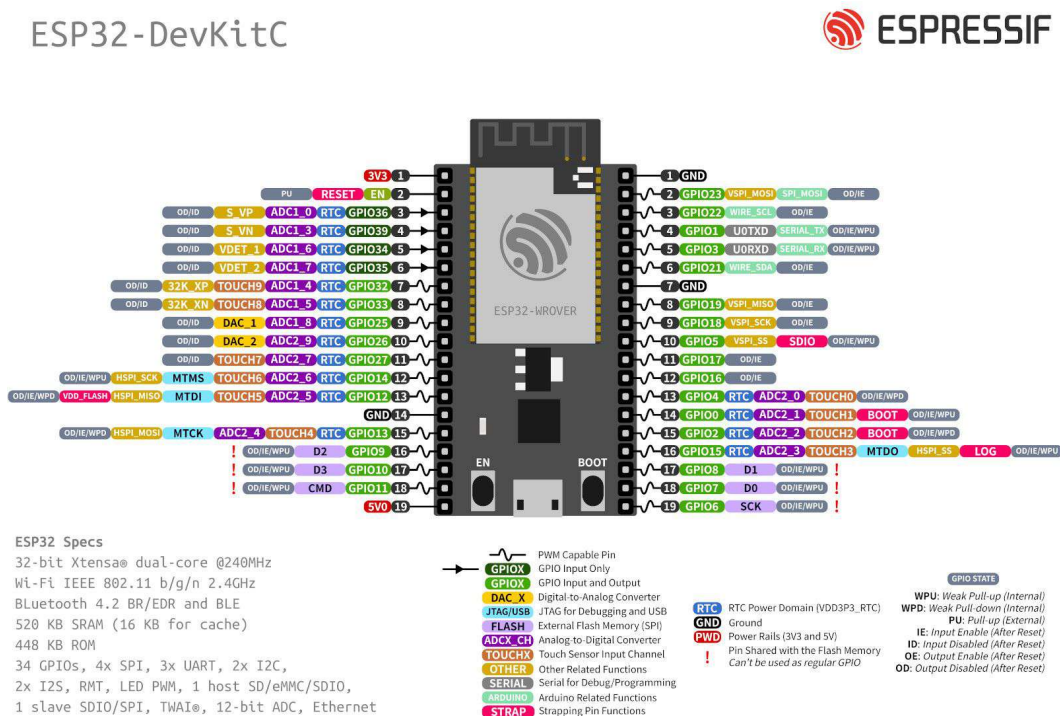 ESP32-DevKitC
ESPRESSIF
3V3 1
PU RESET EN 2
OD/ID S_VP ADC1_0 RTC GPIO36 3
OD/ID S_VN ADC1_3 RTC GPIO39 4
OD/ID VDET_1 ADC1_6 RTC GPIO34 5
OD/ID VDET_2 ADC1_7 RTC GPIO35 6
OD/ID 32K_XP TOUCH9 ADC1_4 RTC GPIO32 7
OD/ID 32K_XN TOUCH8 ADC1_5 RTC GPIO33 8
OD/ID DAC_1 ADC1_8 RTC GPIO25 9
OD/ID DAC_2 ADC2_9 RTC GPIO26 10
OD/ID TOUCH7 ADC2_7 RTC GPIO27 11
OD/IE/WPU HSPI_SCK MTMS TOUCH6 ADC2_6 RTC GPIO14 12
OD/IE/WPD VDD_FLASH HSPI_MISO MTDI TOUCH5 ADC2_5 RTC GPIO12 13
GND 14
OD/IE/WPD HSPI_MOSI MTCK ADC2_4 TOUCH4 RTC GPIO13 15
! OD/IE/WPU D2 GPIO9 16
! OD/IE/WPU D3 GPIO10 17
! OD/IE/WPU CMD GPIO11 18
5V0 19
ESP32-WROVER
EN
BOOT
1 GND
2 GPIO23 VSPI_MOSI SPI_MOSI OD/IE
3 GPIO22 WIRE_SCL OD/IE
4 GPIO1 U0TXD SERIAL_TX OD/IE/WPU
5 GPIO3 U0RXD SERIAL_RX OD/IE/WPU
6 GPIO21 WIRE_SDA OD/IE
7 GND
8 GPIO19 VSPI_MISO OD/IE
9 GPIO18 VSPI_SCK OD/IE
10 GPIO5 VSPI_SS SDIO OD/IE/WPU
11 GPIO17 OD/IE
12 GPIO16 OD/IE
13 GPIO4 RTC ADC2_0 TOUCH0 OD/IE/WPD
14 GPIO0 RTC ADC2_1 TOUCH1 BOOT OD/IE/WPU
15 GPIO2 RTC ADC2_2 TOUCH2 BOOT OD/IE/WPD
16 GPIO15 RTC ADC2_3 TOUCH3 MTDO HSPI_SS LOG OD/IE/WPU
17 GPIO8 D1 OD/IE/WPU !
18 GPIO7 D0 OD/IE/WPU !
19 GPIO6 SCK OD/IE/WPU !
ESP32 Specs
32-bit Xtensa® dual-core @240MHz
Wi-Fi IEEE 802.11 b/g/n 2.4GHz
BLuetooth 4.2 BR/EDR and BLE
520 KB SRAM (16 KB for cache)
448 KB ROM
34 GPIOs, 4x SPI, 3x UART, 2x I2C,
2x I2S, RMT, LED PWM, 1 host SD/eMMC/SDIO,
1 slave SDIO/SPI, TWAI®, 12-bit ADC, Ethernet
PWM Capable Pin
GPIOX GPIO Input Only
GPIOX GPIO Input and Output
DAC_X Digital-to-Analog Converter
JTAG/USB JTAG for Debugging and USB
FLASH External Flash Memory (SPI)
ADCX_CH Analog-to-Digital Converter
TOUCHX Touch Sensor Input Channel
OTHER Other Related Functions
SERIAL Serial for Debug/Programming
ARDUINO Arduino Related Functions
STRAP Strapping Pin Functions
RTC RTC Power Domain (VDD3P3_RTC)
GND Ground
PWD Power Rails (3V3 and 5V)
! Pin Shared with the Flash Memory
Can't be used as regular GPIO
GPIO STATE
WPU: Weak Pull-up (Internal)
WPD: Weak Pull-down (Internal)
PU: Pull-up (External)
IE: Input Enable (After Reset)
ID: Input Disabled (After Reset)
OE: Output Enable (After Reset)
OD: Output Disabled (After Reset)